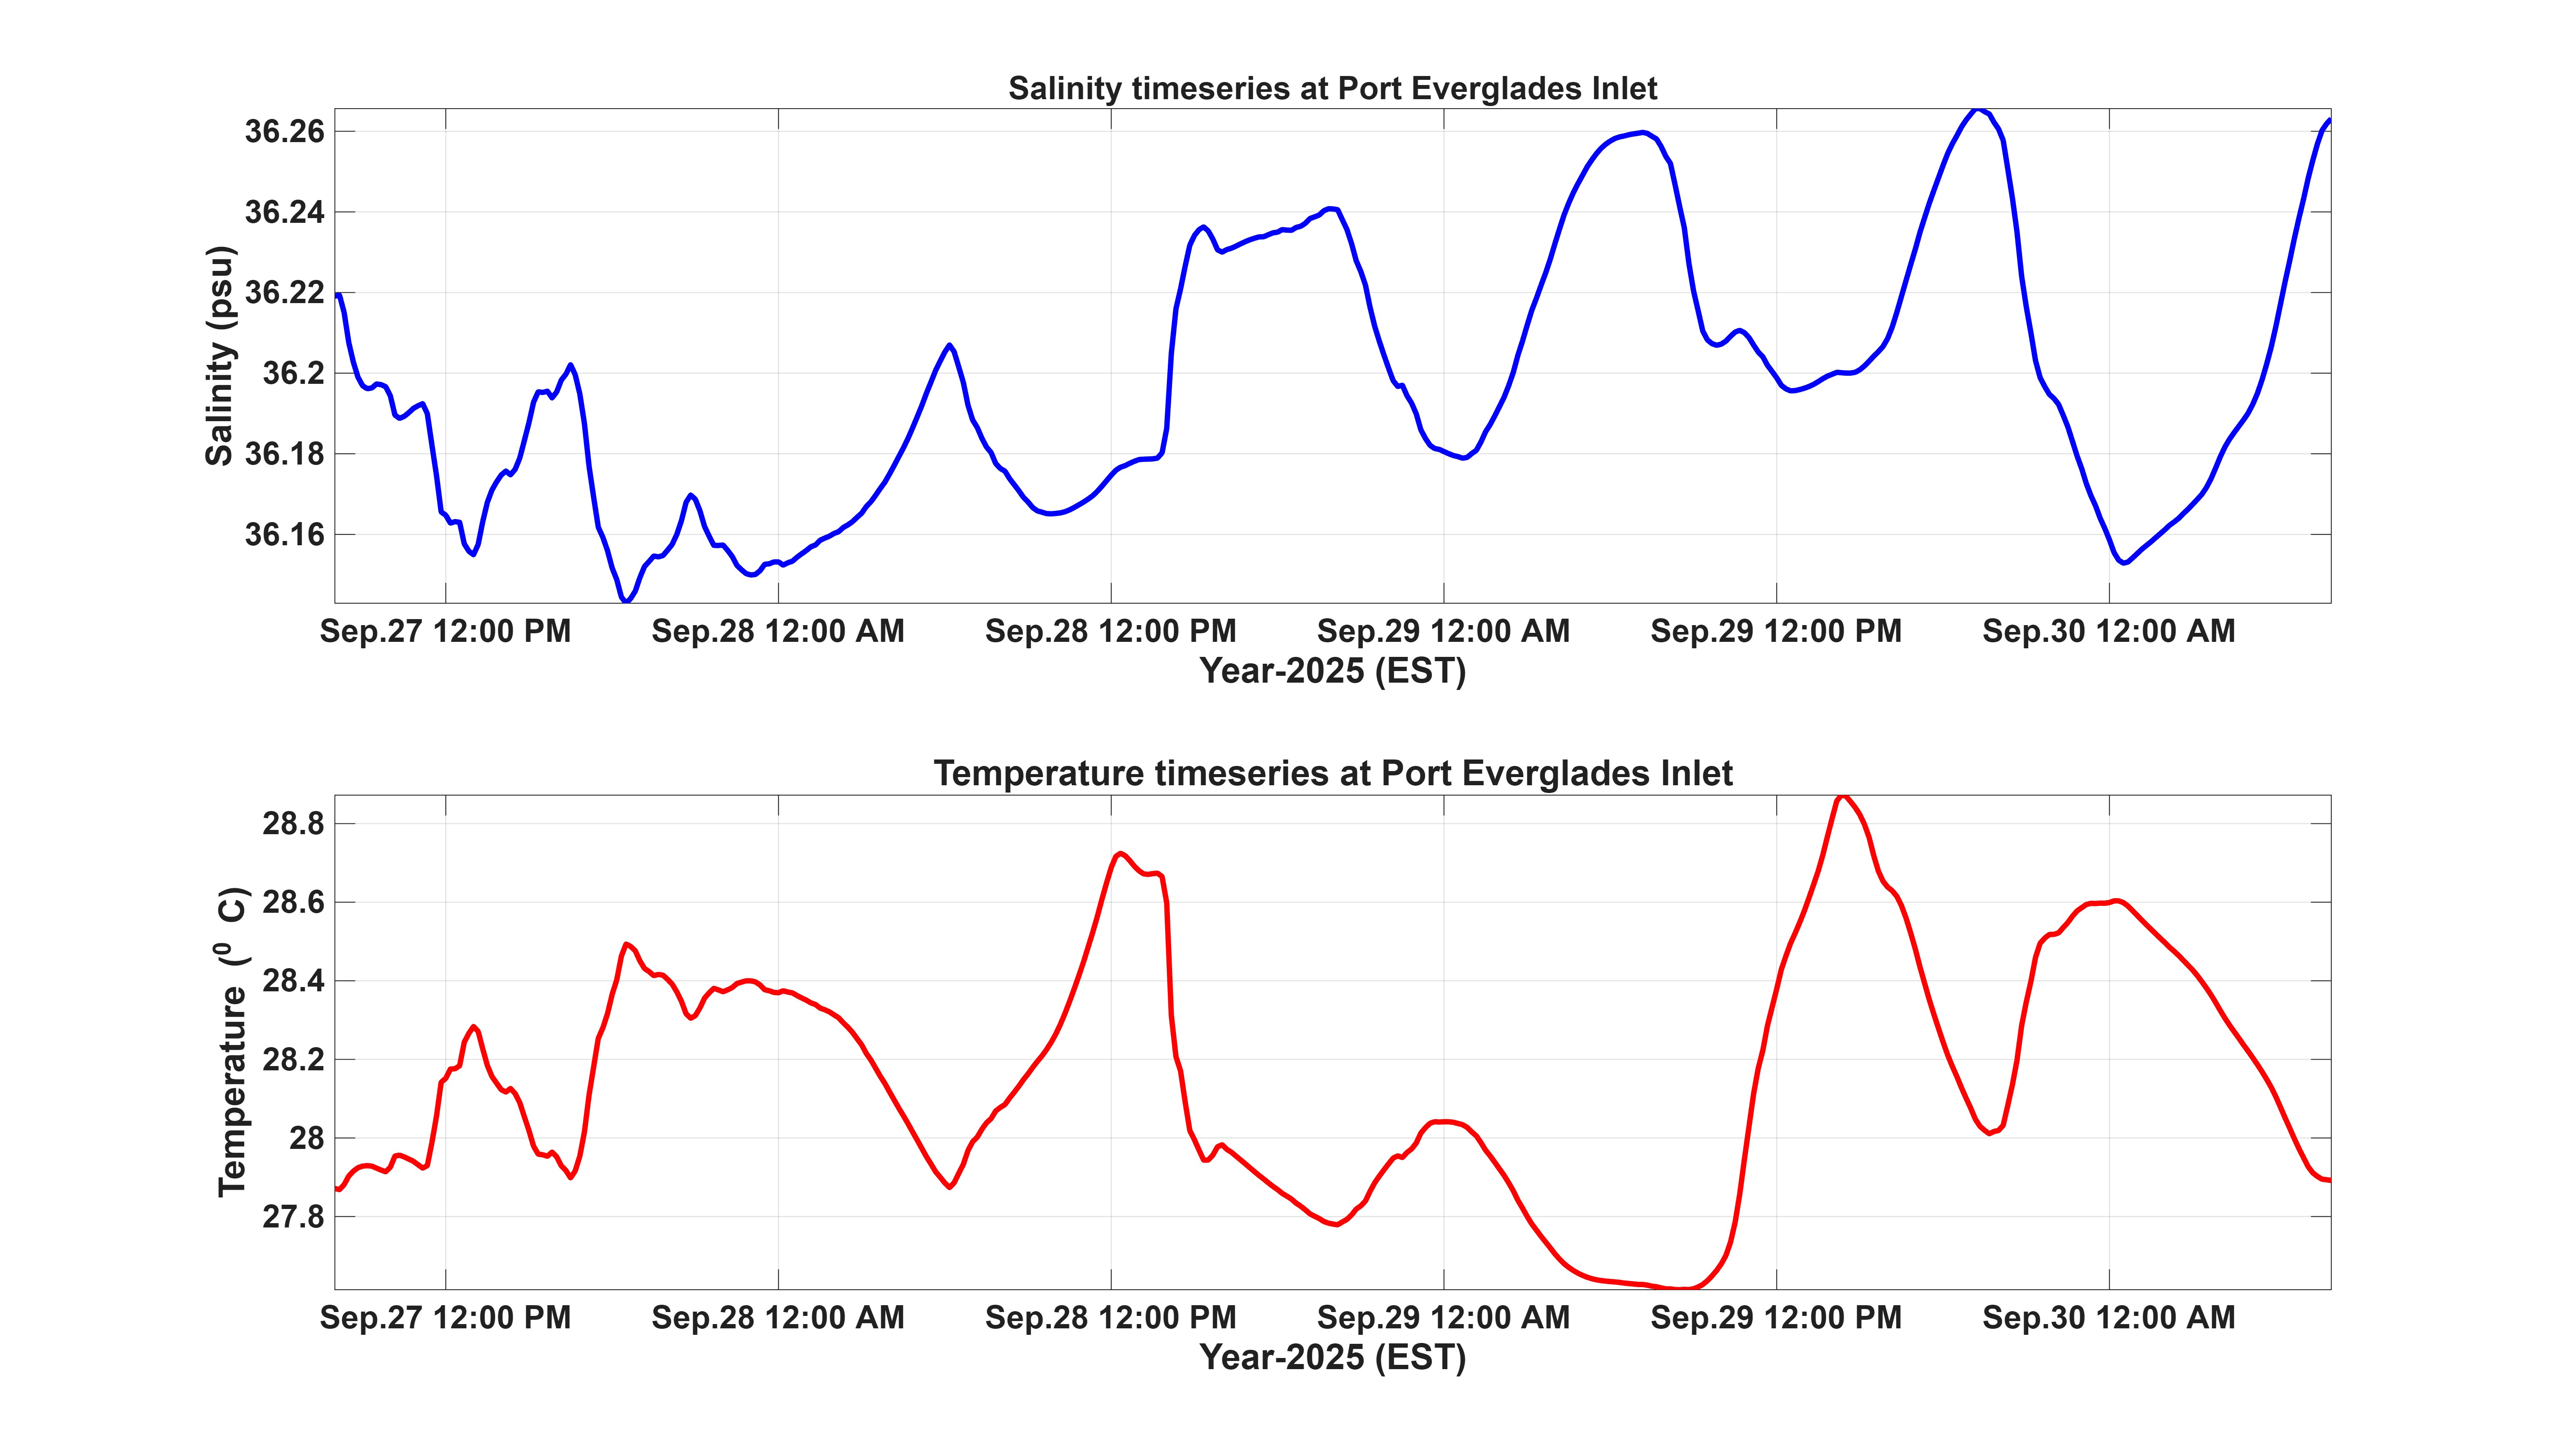 Salinity timeseries at Port Everglades Inlet
Salinity (psu)
36.26
36.24
36.22
36.2
36.18
36.16
Sep.27 12:00 PM Sep.28 12:00 AM Sep.28 12:00 PM Sep.29 12:00 AM Sep.29 12:00 PM Sep.30 12:00 AM
Year-2025 (EST)
Temperature timeseries at Port Everglades Inlet
Temperature (⁰ C)
28.8
28.6
28.4
28.2
28
27.8
Sep.27 12:00 PM Sep.28 12:00 AM Sep.28 12:00 PM Sep.29 12:00 AM Sep.29 12:00 PM Sep.30 12:00 AM
Year-2025 (EST)